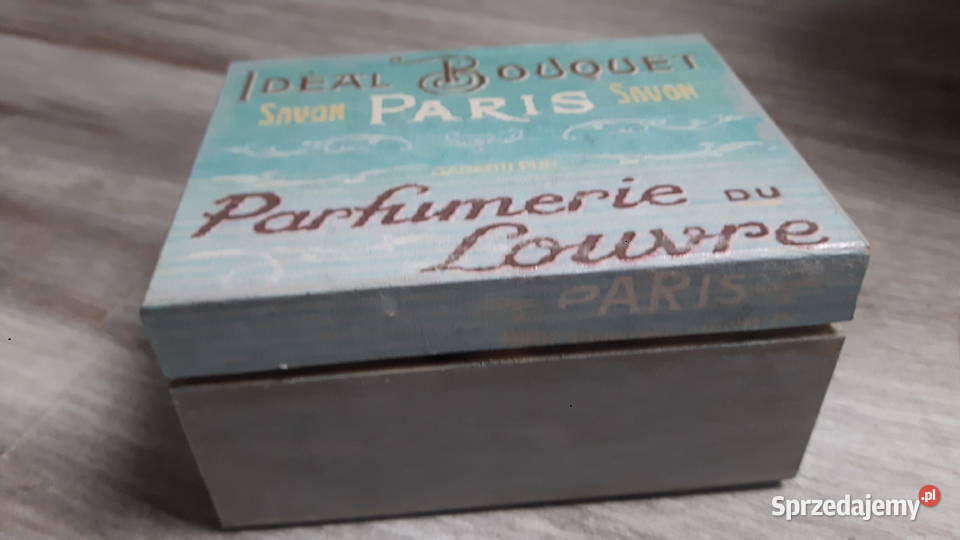 IDÉAL BOUQUET
SAVON PARIS SAVON
Parfumerie DU
Louvre
PARIS
Sprzedajemy.pl